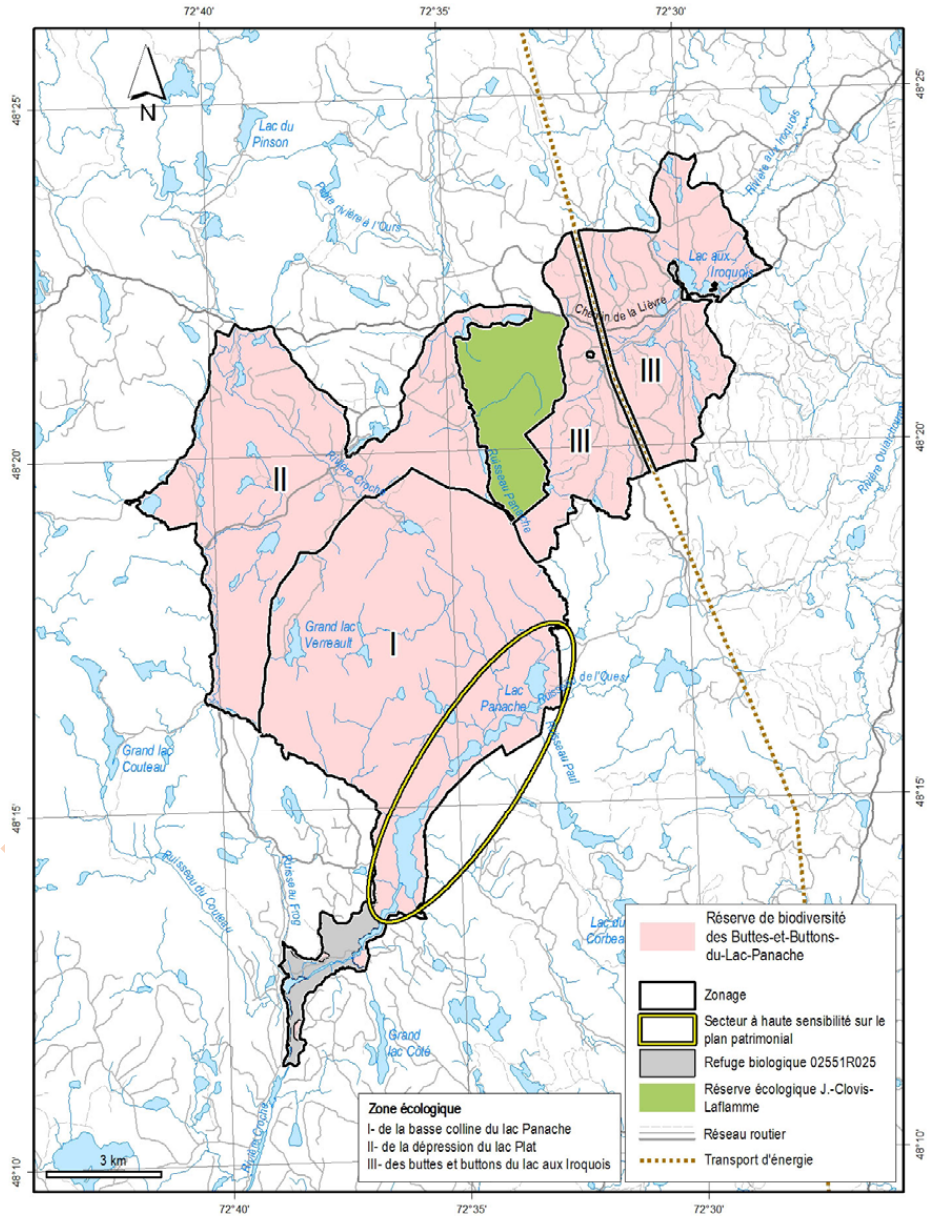 72°40'
72°35'
72°30'
48°25'
48°25'
N
Lac du
Pinson
Rivière aux Iroquois
Petite rivière à l'Ours
Lac aux
Iroquois
Chemin de la Lièvre
III
III
48°20'
48°20'
II
Rivière Croche
Ruisseau Panache
Grand lac
Verreault
I
Lac
Panache
Ruisseau Paul
Grand lac
Couteau
48°15'
48°15'
Ruisseau du Couteau
Ruisseau Frog
Lac du
Grand
lac Côté
Rivière Croche
Réserve de biodiversité
des Buttes-et-Buttons-
du-Lac-Panache
Zonage
Secteur à haute sensibilité sur le
plan patrimonial
Refuge biologique 02551R025
Réserve écologique J.-Clovis-
Laflamme
Réseau routier
Transport d'énergie
Zone écologique
I- de la basse colline du lac Panache
II- de la dépression du lac Plat
III- des buttes et buttons du lac aux Iroquois
3 km
48°10'
48°10'
72°40'
72°35'
72°30'